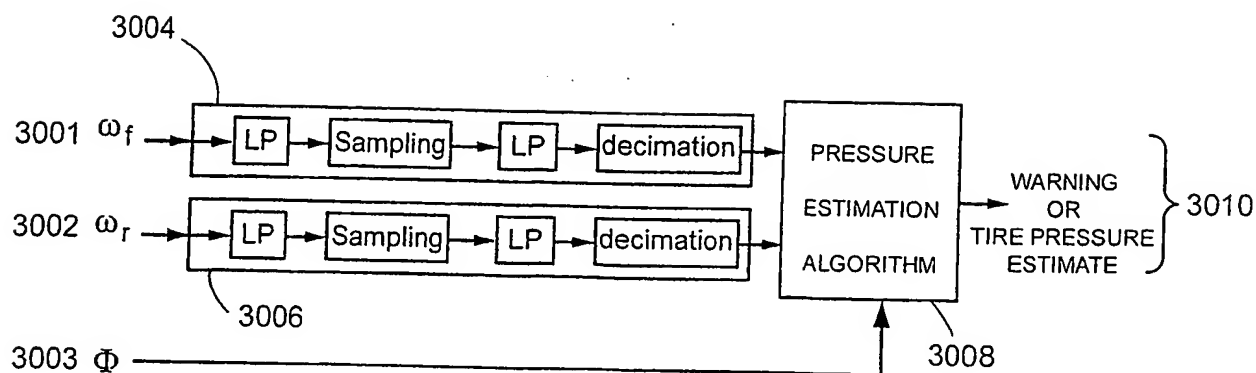 3004
3001 ωf LP Sampling LP decimation
3002 ωr LP Sampling LP decimation
3006
3003 Φ
PRESSURE
ESTIMATION
ALGORITHM
3008
WARNING
OR
TIRE PRESSURE
ESTIMATE
3010